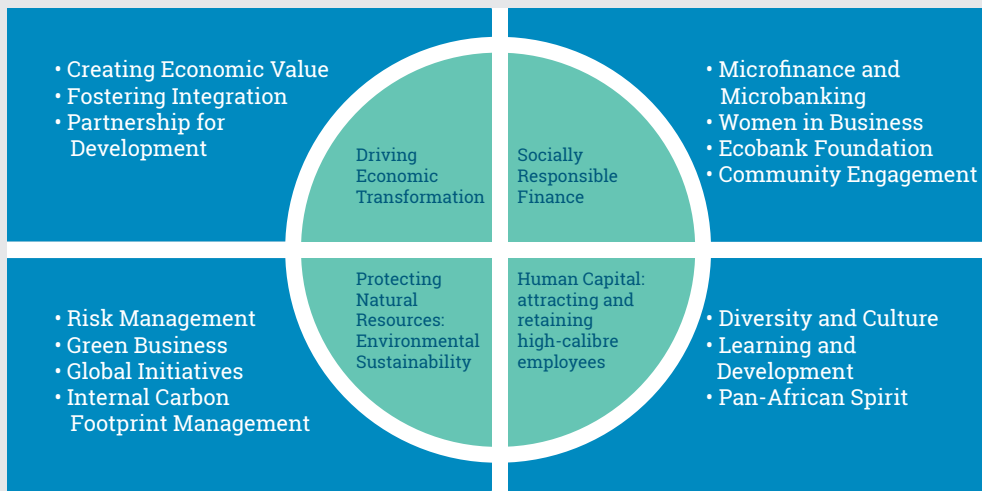 • Creating Economic Value
• Fostering Integration
• Partnership for
Development
Driving
Economic
Transformation
Socially
Responsible
Finance
• Microfinance and
Microbanking
• Women in Business
• Ecobank Foundation
• Community Engagement
• Risk Management
• Green Business
• Global Initiatives
• Internal Carbon
Footprint Management
Protecting
Natural
Resources:
Environmental
Sustainability
Human Capital:
attracting and
retaining
high-calibre
employees
• Diversity and Culture
• Learning and
Development
• Pan-African Spirit